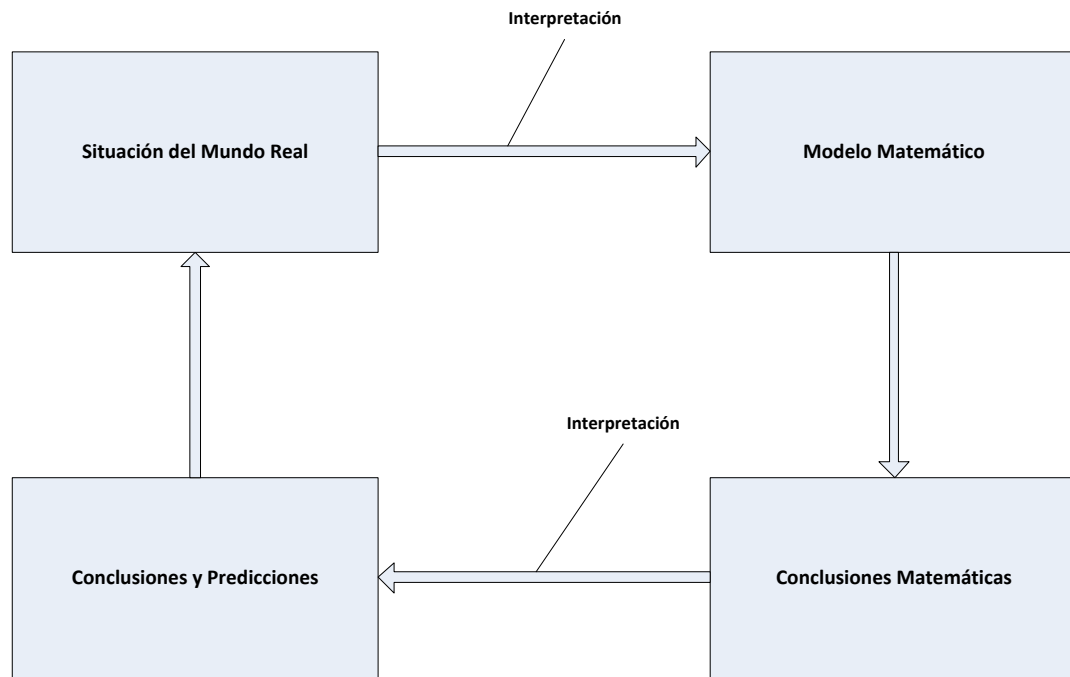 Interpretación
Situación del Mundo Real
Modelo Matemático
Interpretación
Conclusiones y Predicciones
Conclusiones Matemáticas